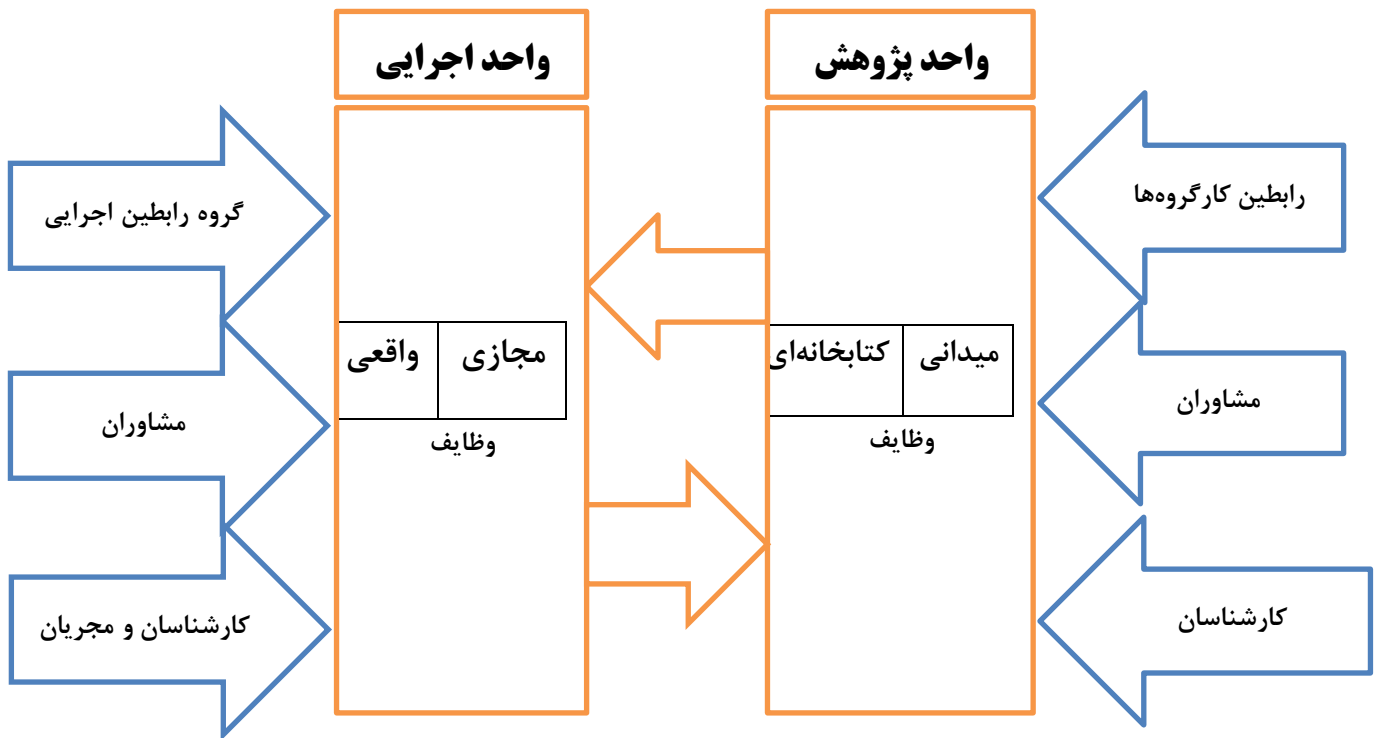 واحد پژوهش
واحد اجرایی
رابطین کارگروه‌ها
گروه رابطین اجرایی
میدانی
کتابخانه‌ای
مجازی
واقعی
مشاوران
مشاوران
وظایف
وظایف
کارشناسان
کارشناسان و مجریان